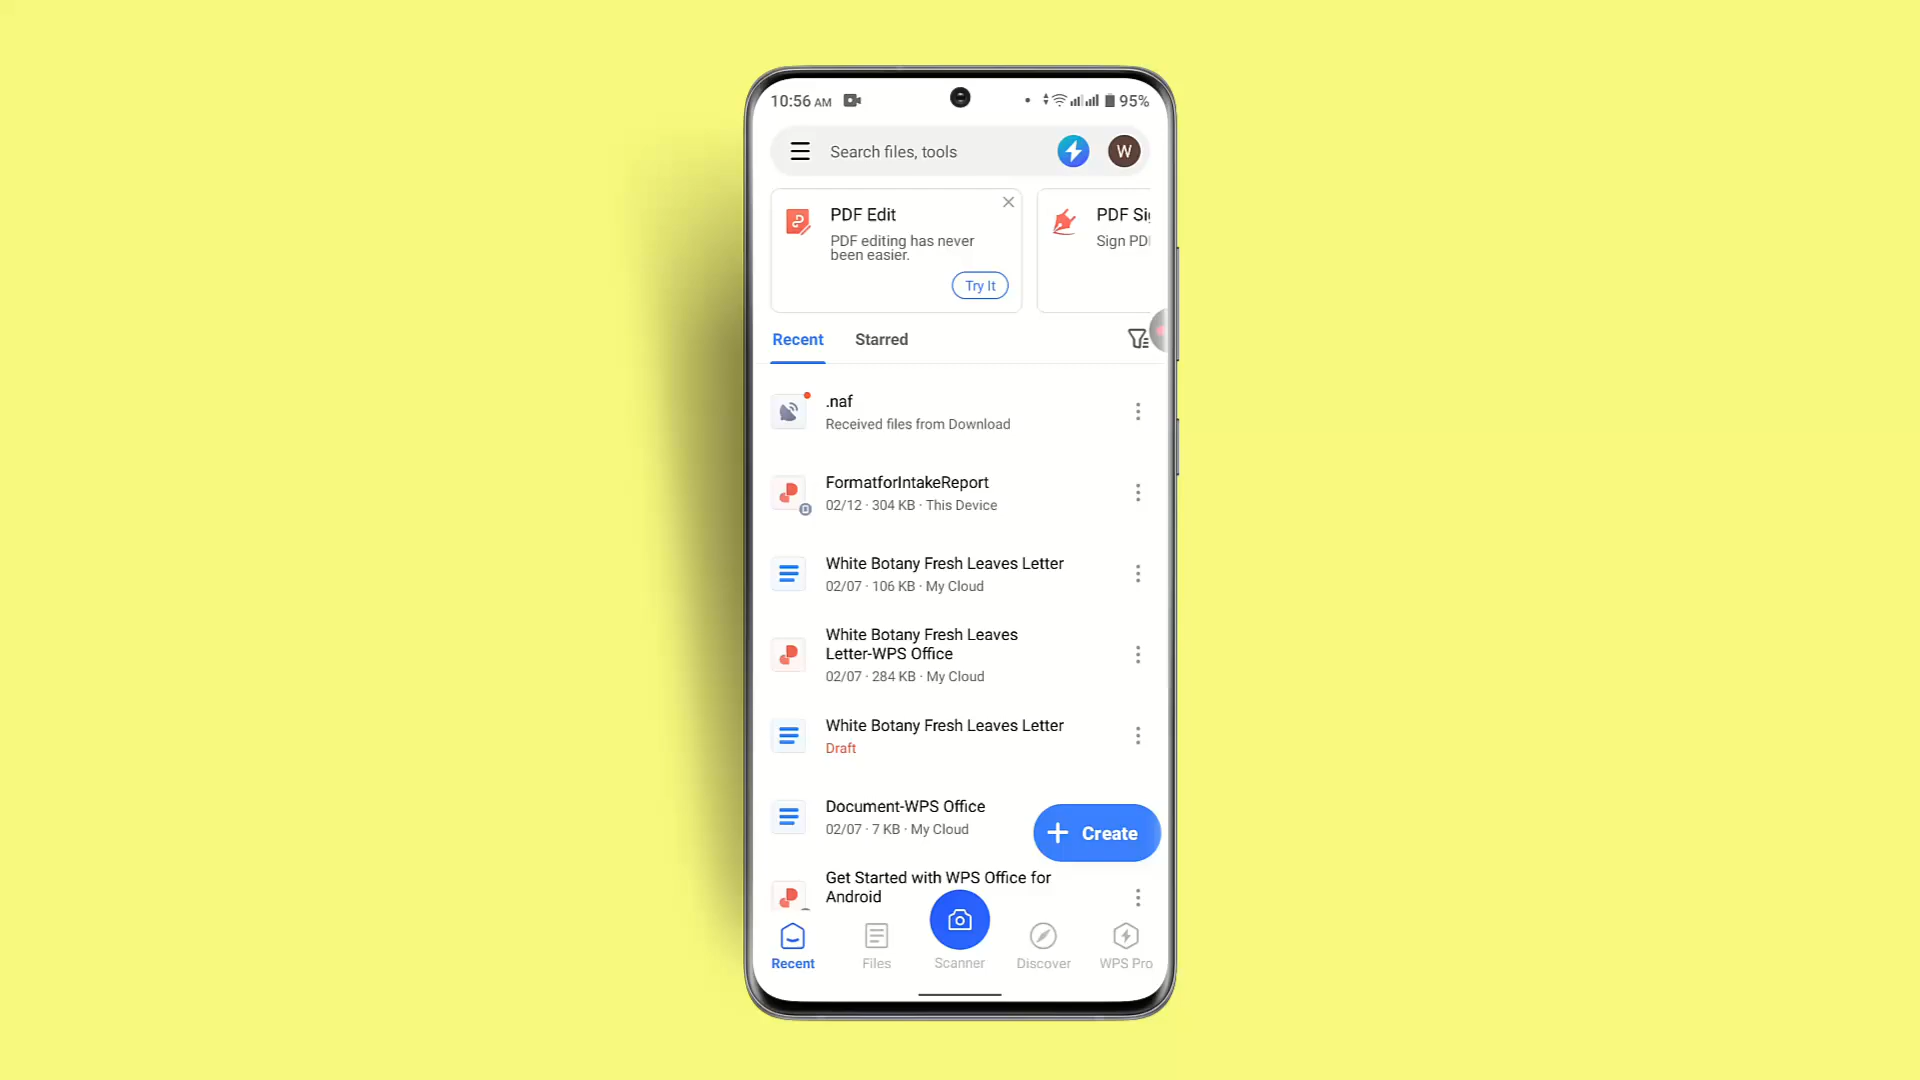 10:56 AM
95%
Search files, tools
W
PDF Edit
PDF editing has never
been easier.
Try It
PDF Si
Sign PD
Recent
Starred
.naf
Received files from Download
FormatforIntakeReport
02/12 · 304 KB · This Device
White Botany Fresh Leaves Letter
02/07 · 106 KB · My Cloud
White Botany Fresh Leaves
Letter-WPS Office
02/07 · 284 KB · My Cloud
White Botany Fresh Leaves Letter
Draft
Document-WPS Office
02/07 · 7 KB · My Cloud
Create
Get Started with WPS Office for
Android
Recent
Files
Scanner
Discover
WPS Pro